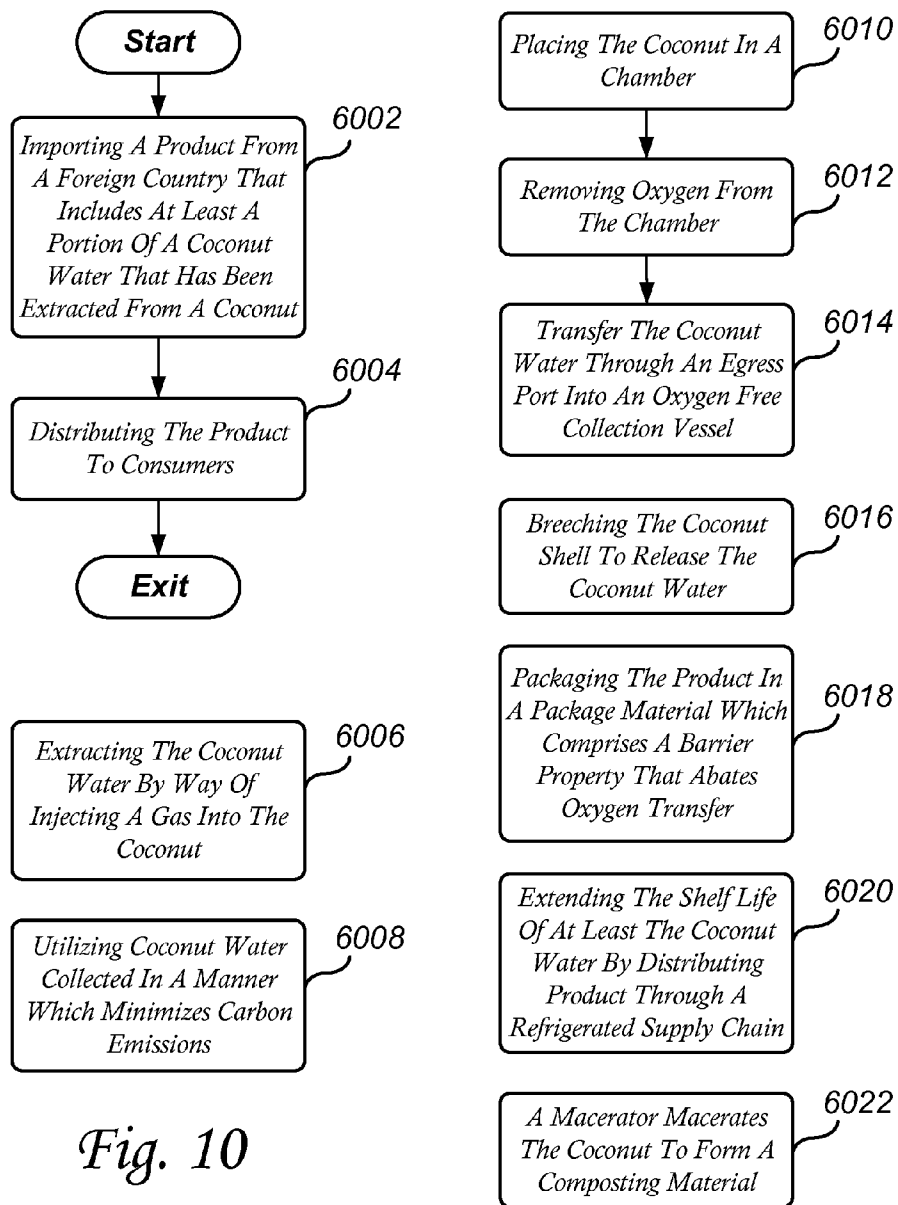 Start
Importing A Product From
A Foreign Country That
Includes At Least A
Portion Of A Coconut
Water That Has Been
Extracted From A Coconut
6002
Distributing The Product
To Consumers
6004
Exit
Extracting The Coconut
Water By Way Of
Injecting A Gas Into The
Coconut
6006
Utilizing Coconut Water
Collected In A Manner
Which Minimizes Carbon
Emissions
6008
Fig. 10
Placing The Coconut In A
Chamber
6010
Removing Oxygen From
The Chamber
6012
Transfer The Coconut
Water Through An Egress
Port Into An Oxygen Free
Collection Vessel
6014
Breeching The Coconut
Shell To Release The
Coconut Water
6016
Packaging The Product In
A Package Material Which
Comprises A Barrier
Property That Abates
Oxygen Transfer
6018
Extending The Shelf Life
Of At Least The Coconut
Water By Distributing
Product Through A
Refrigerated Supply Chain
6020
A Macerator Macerates
The Coconut To Form A
Composting Material
6022